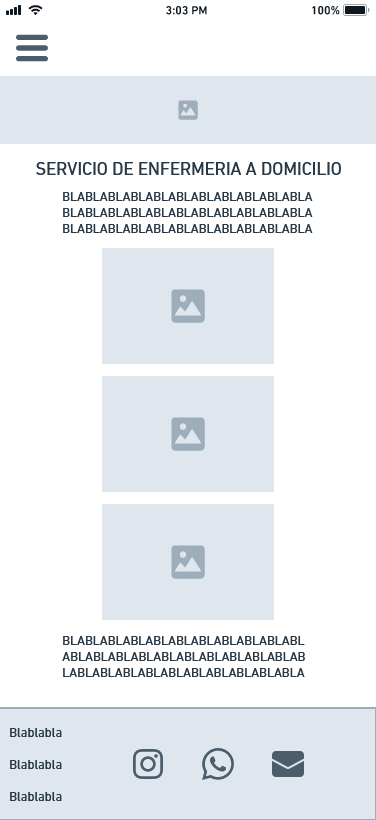 3:03 PM
100%
SERVICIO DE ENFERMERIA A DOMICILIO
BLABLABLABLABLABLABLABLABLABLABLA
BLABLABLABLABLABLABLABLABLABLABLA
BLABLABLABLABLABLABLABLABLABLABLA
BLABLABLABLABLABLABLABLABLABLABL
ABLABLABLABLABLABLABLABLABLABLAB
LABLABLABLABLABLABLABLABLABLABLA
Blablabla
Blablabla
Blablabla